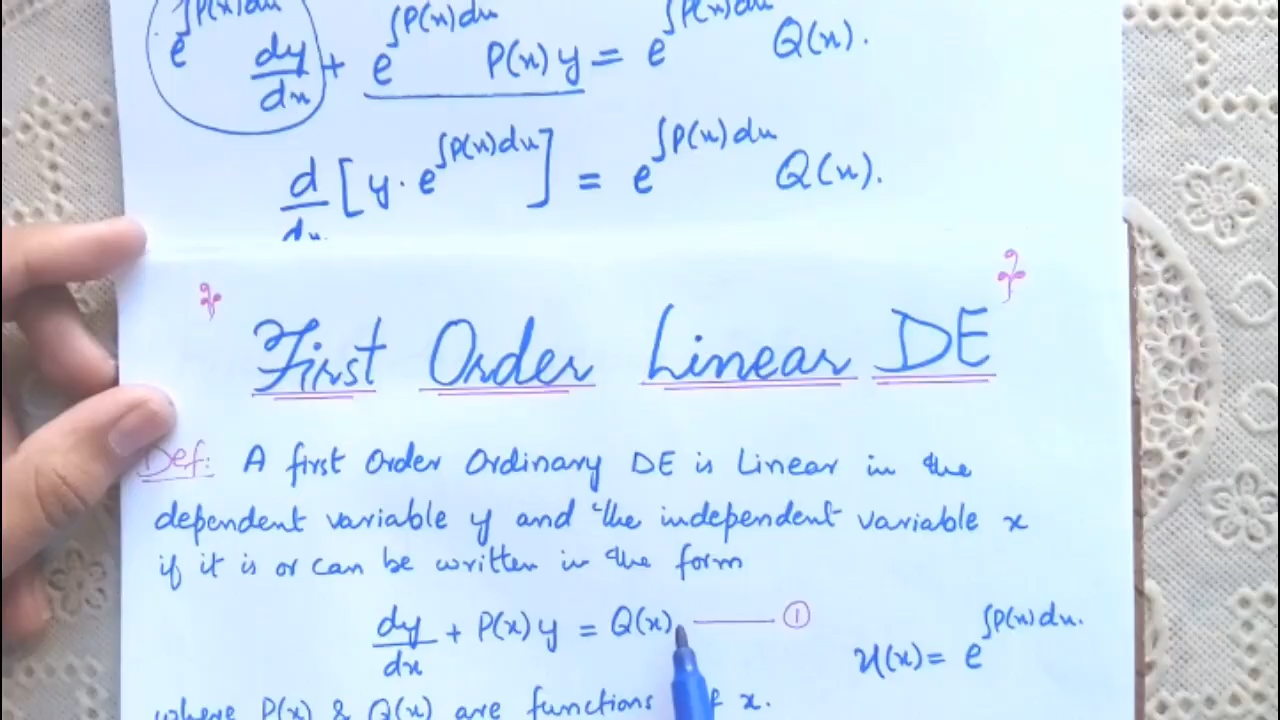 e^∫P(x)dx dy/dx + e^∫P(x)dx P(x) y = e^∫P(x)dx Q(x).
d/dx [y. e^∫P(x)dx] = e^∫P(x)dx Q(x).
First Order Linear DE
Def: A first Order Ordinary DE is Linear in the
dependent variable y and the independent variable x
if it is or can be written in the form
dy/dx + P(x) y = Q(x). ——— ①
u(x) = e^∫P(x)dx.
where P(x) & Q(x) are functions x.